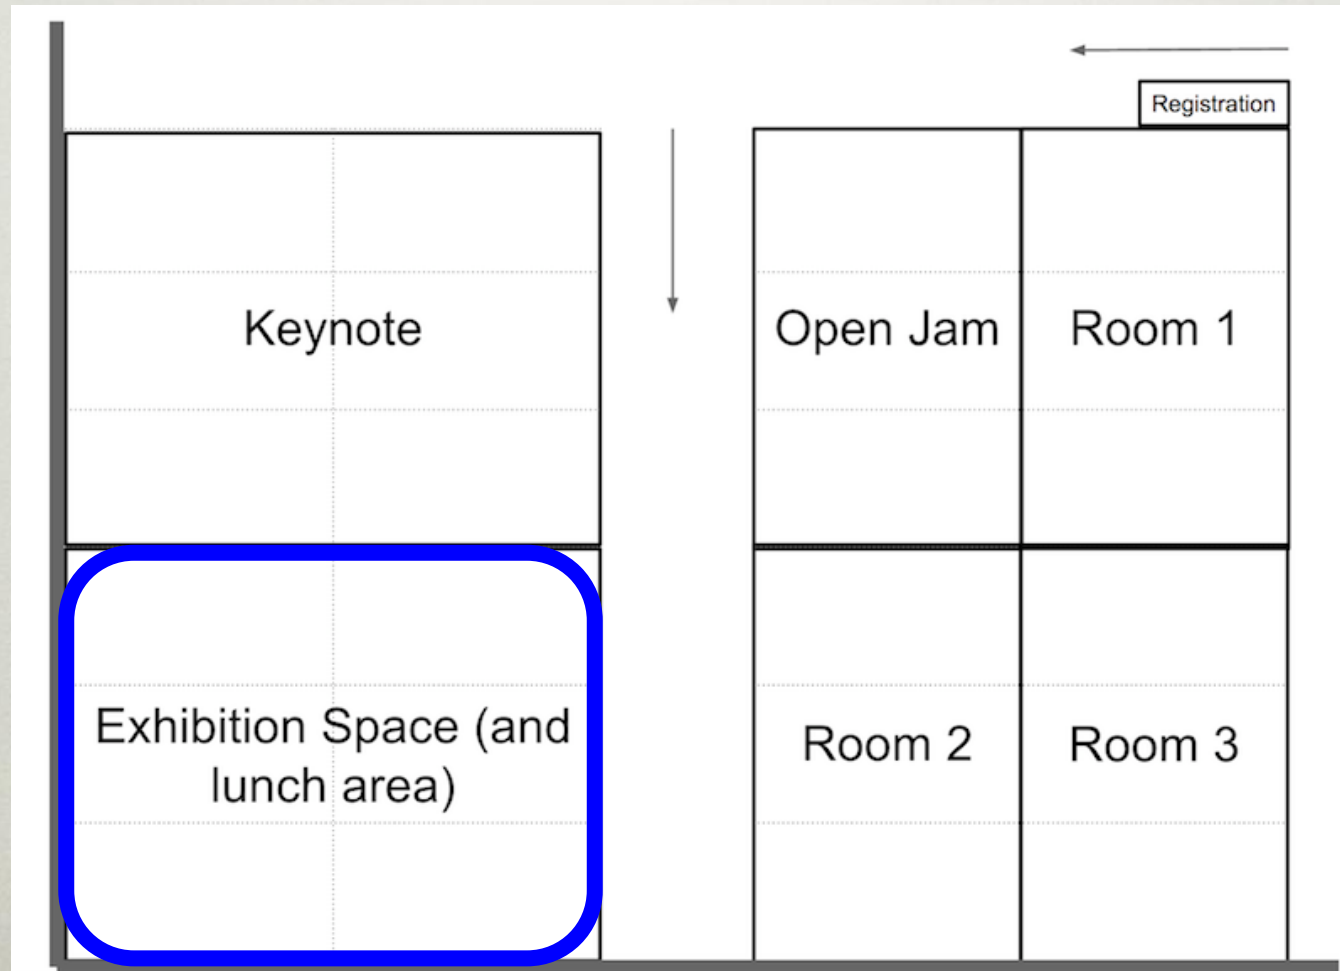 Registration
Keynote
Open Jam
Room 1
Exhibition Space (and
lunch area)
Room 2
Room 3